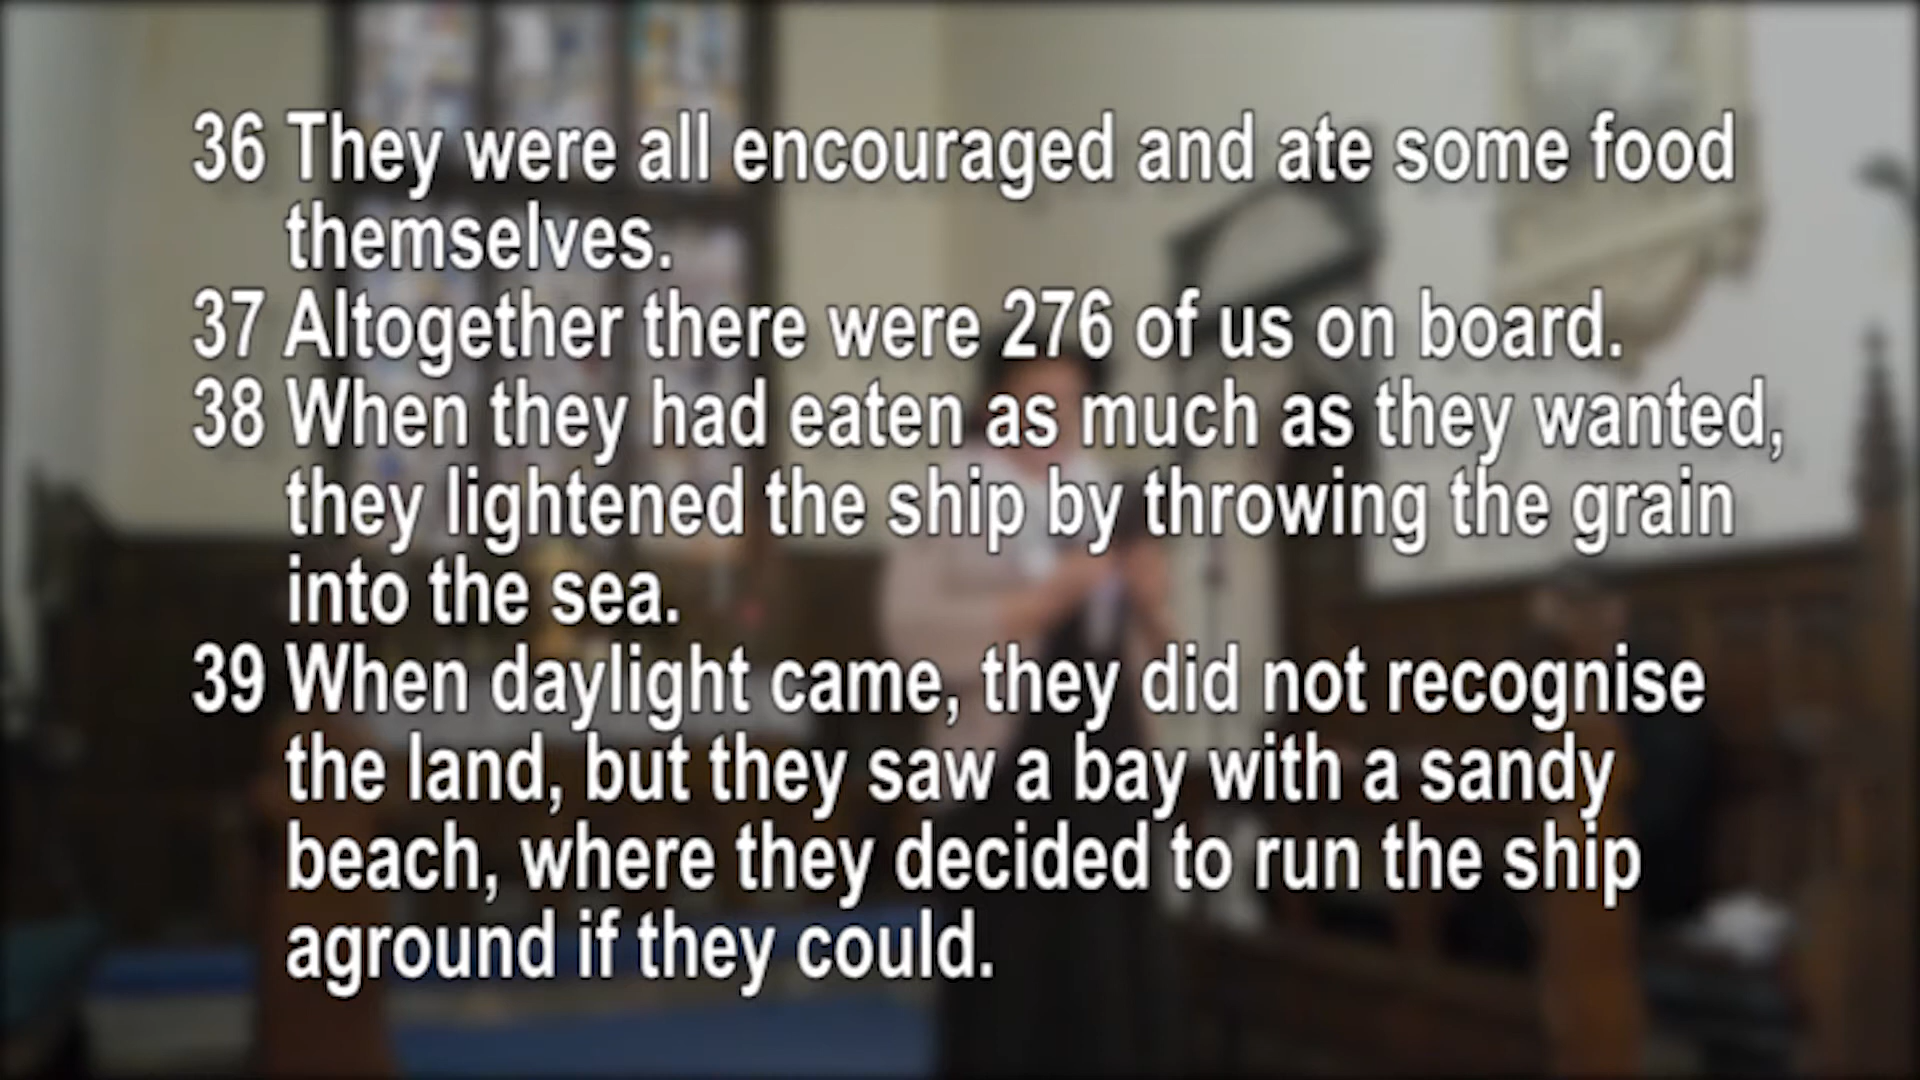 36 They were all encouraged and ate some food
themselves.
37 Altogether there were 276 of us on board.
38 When they had eaten as much as they wanted,
they lightened the ship by throwing the grain
into the sea.
39 When daylight came, they did not recognise
the land, but they saw a bay with a sandy
beach, where they decided to run the ship
aground if they could.